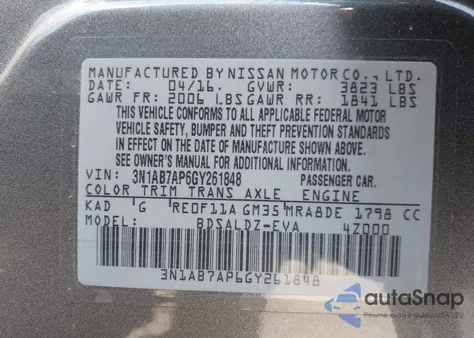 MANUFACTURED BY NISSAN MOTOR CO., LTD.
DATE: 04/16. GVWR: 3823 LBS
GAWR FR: 2006 LBS GAWR RR: 1841 LBS
THIS VEHICLE CONFORMS TO ALL APPLICABLE FEDERAL MOTOR
VEHICLE SAFETY, BUMPER AND THEFT PREVENTION STANDARDS
IN EFFECT ON THE DATE OF MANUFACTURE SHOWN ABOVE.
SEE OWNER'S MANUAL FOR ADDITIONAL INFORMATION.
VIN: 3N1AB7AP6GY261848 PASSENGER CAR.
COLOR TRIM TRANS AXLE ENGINE
KAD G RE0F11A GM35 MRA8DE 1798 CC
MODEL: BDSALDZ-EVA 4Z000
3N1AB7AP6GY261848
autoSnap